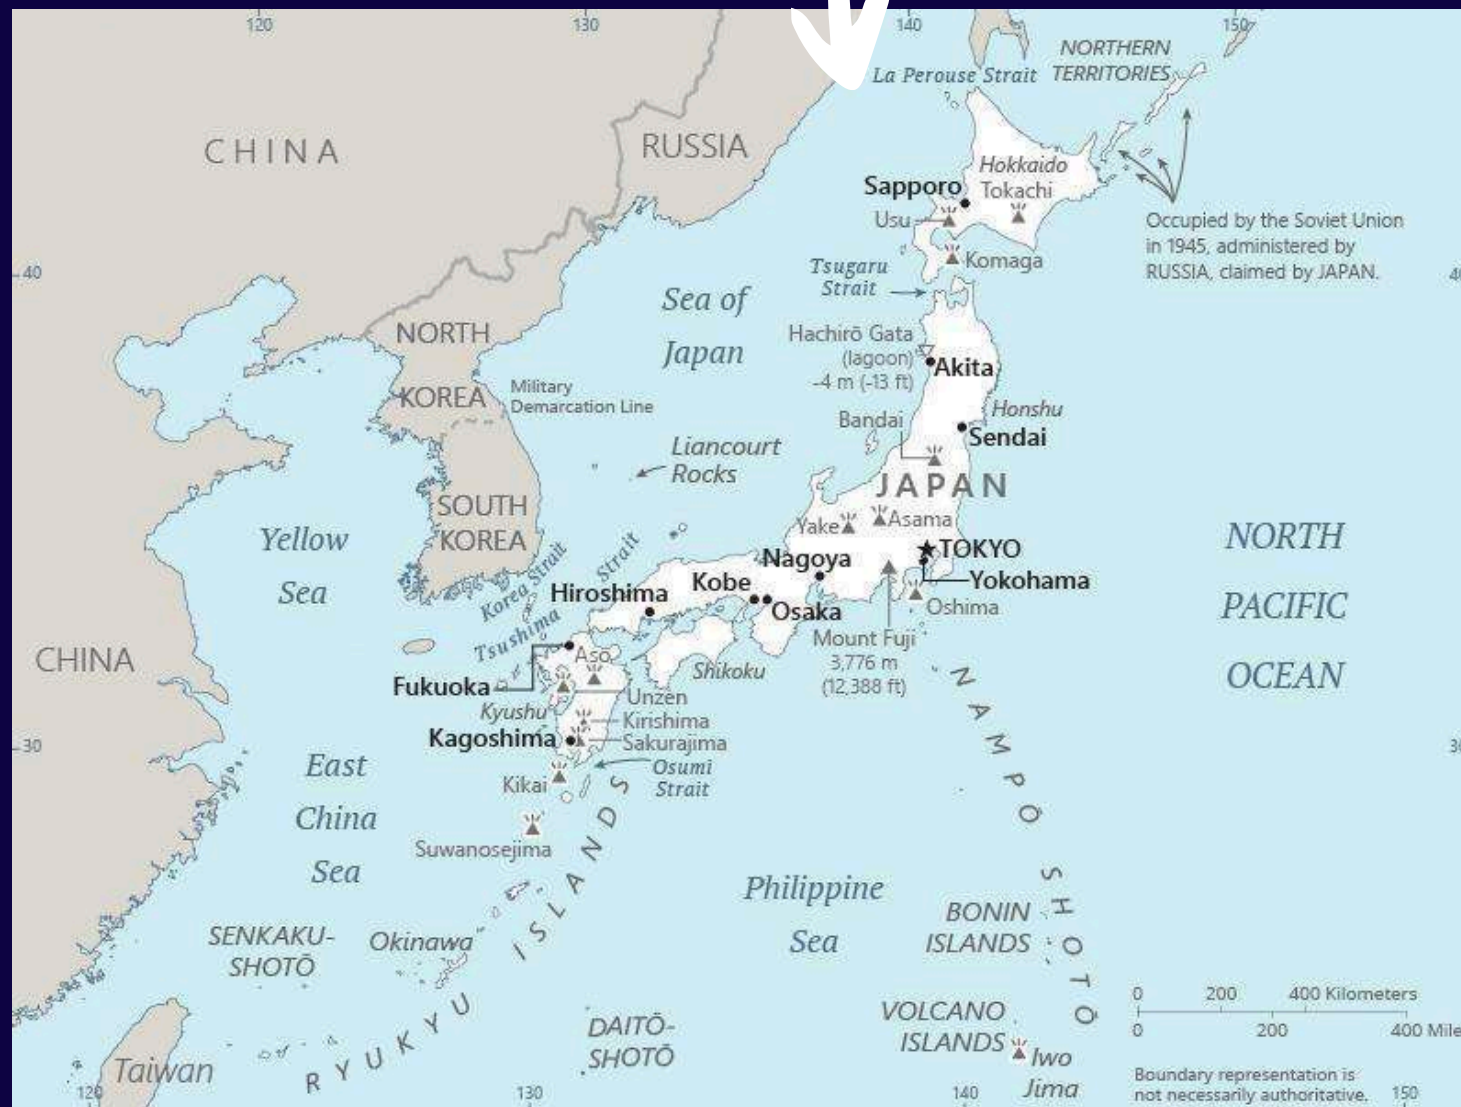 120
130
140
150
La Perouse Strait
NORTHERN
TERRITORIES
CHINA
RUSSIA
Hokkaido
Tokachi
Sapporo
Usu
Komaga
Occupied by the Soviet Union
in 1945, administered by
RUSSIA, claimed by JAPAN.
40
Tsugaru
Strait
Sea of
Japan
NORTH
KOREA
Military
Demarcation Line
Hachirō Gata
(lagoon)
-4 m (-13 ft)
Akita
Bandai
Honshu
Sendai
Liancourt
Rocks
JAPAN
SOUTH
KOREA
Yake
Asama
Yellow
Sea
NORTH
PACIFIC
OCEAN
TOKYO
Yokohama
Nagoya
Kobe
Osaka
Hiroshima
Oshima
Korea Strait
Tsushima Strait
Mount Fuji
3,776 m
(12,388 ft)
CHINA
Shikoku
Aso
Fukuoka
Unzen
Kyushu
Kirishima
Kagoshima
Sakurajima
30
Osumi
Strait
Kikai
East
China
Sea
Suwanosejima
NAMPŌ SHOTŌ
Philippine
Sea
BONIN
ISLANDS
SENKAKU-
SHOTŌ
Okinawa
RYUKYU ISLANDS
DAITŌ-
SHOTŌ
VOLCANO
ISLANDS
Iwo
Jima
Taiwan
0 200 400 Kilometers
0 200 400 Mile
Boundary representation is
not necessarily authoritative.
120
130
140
150